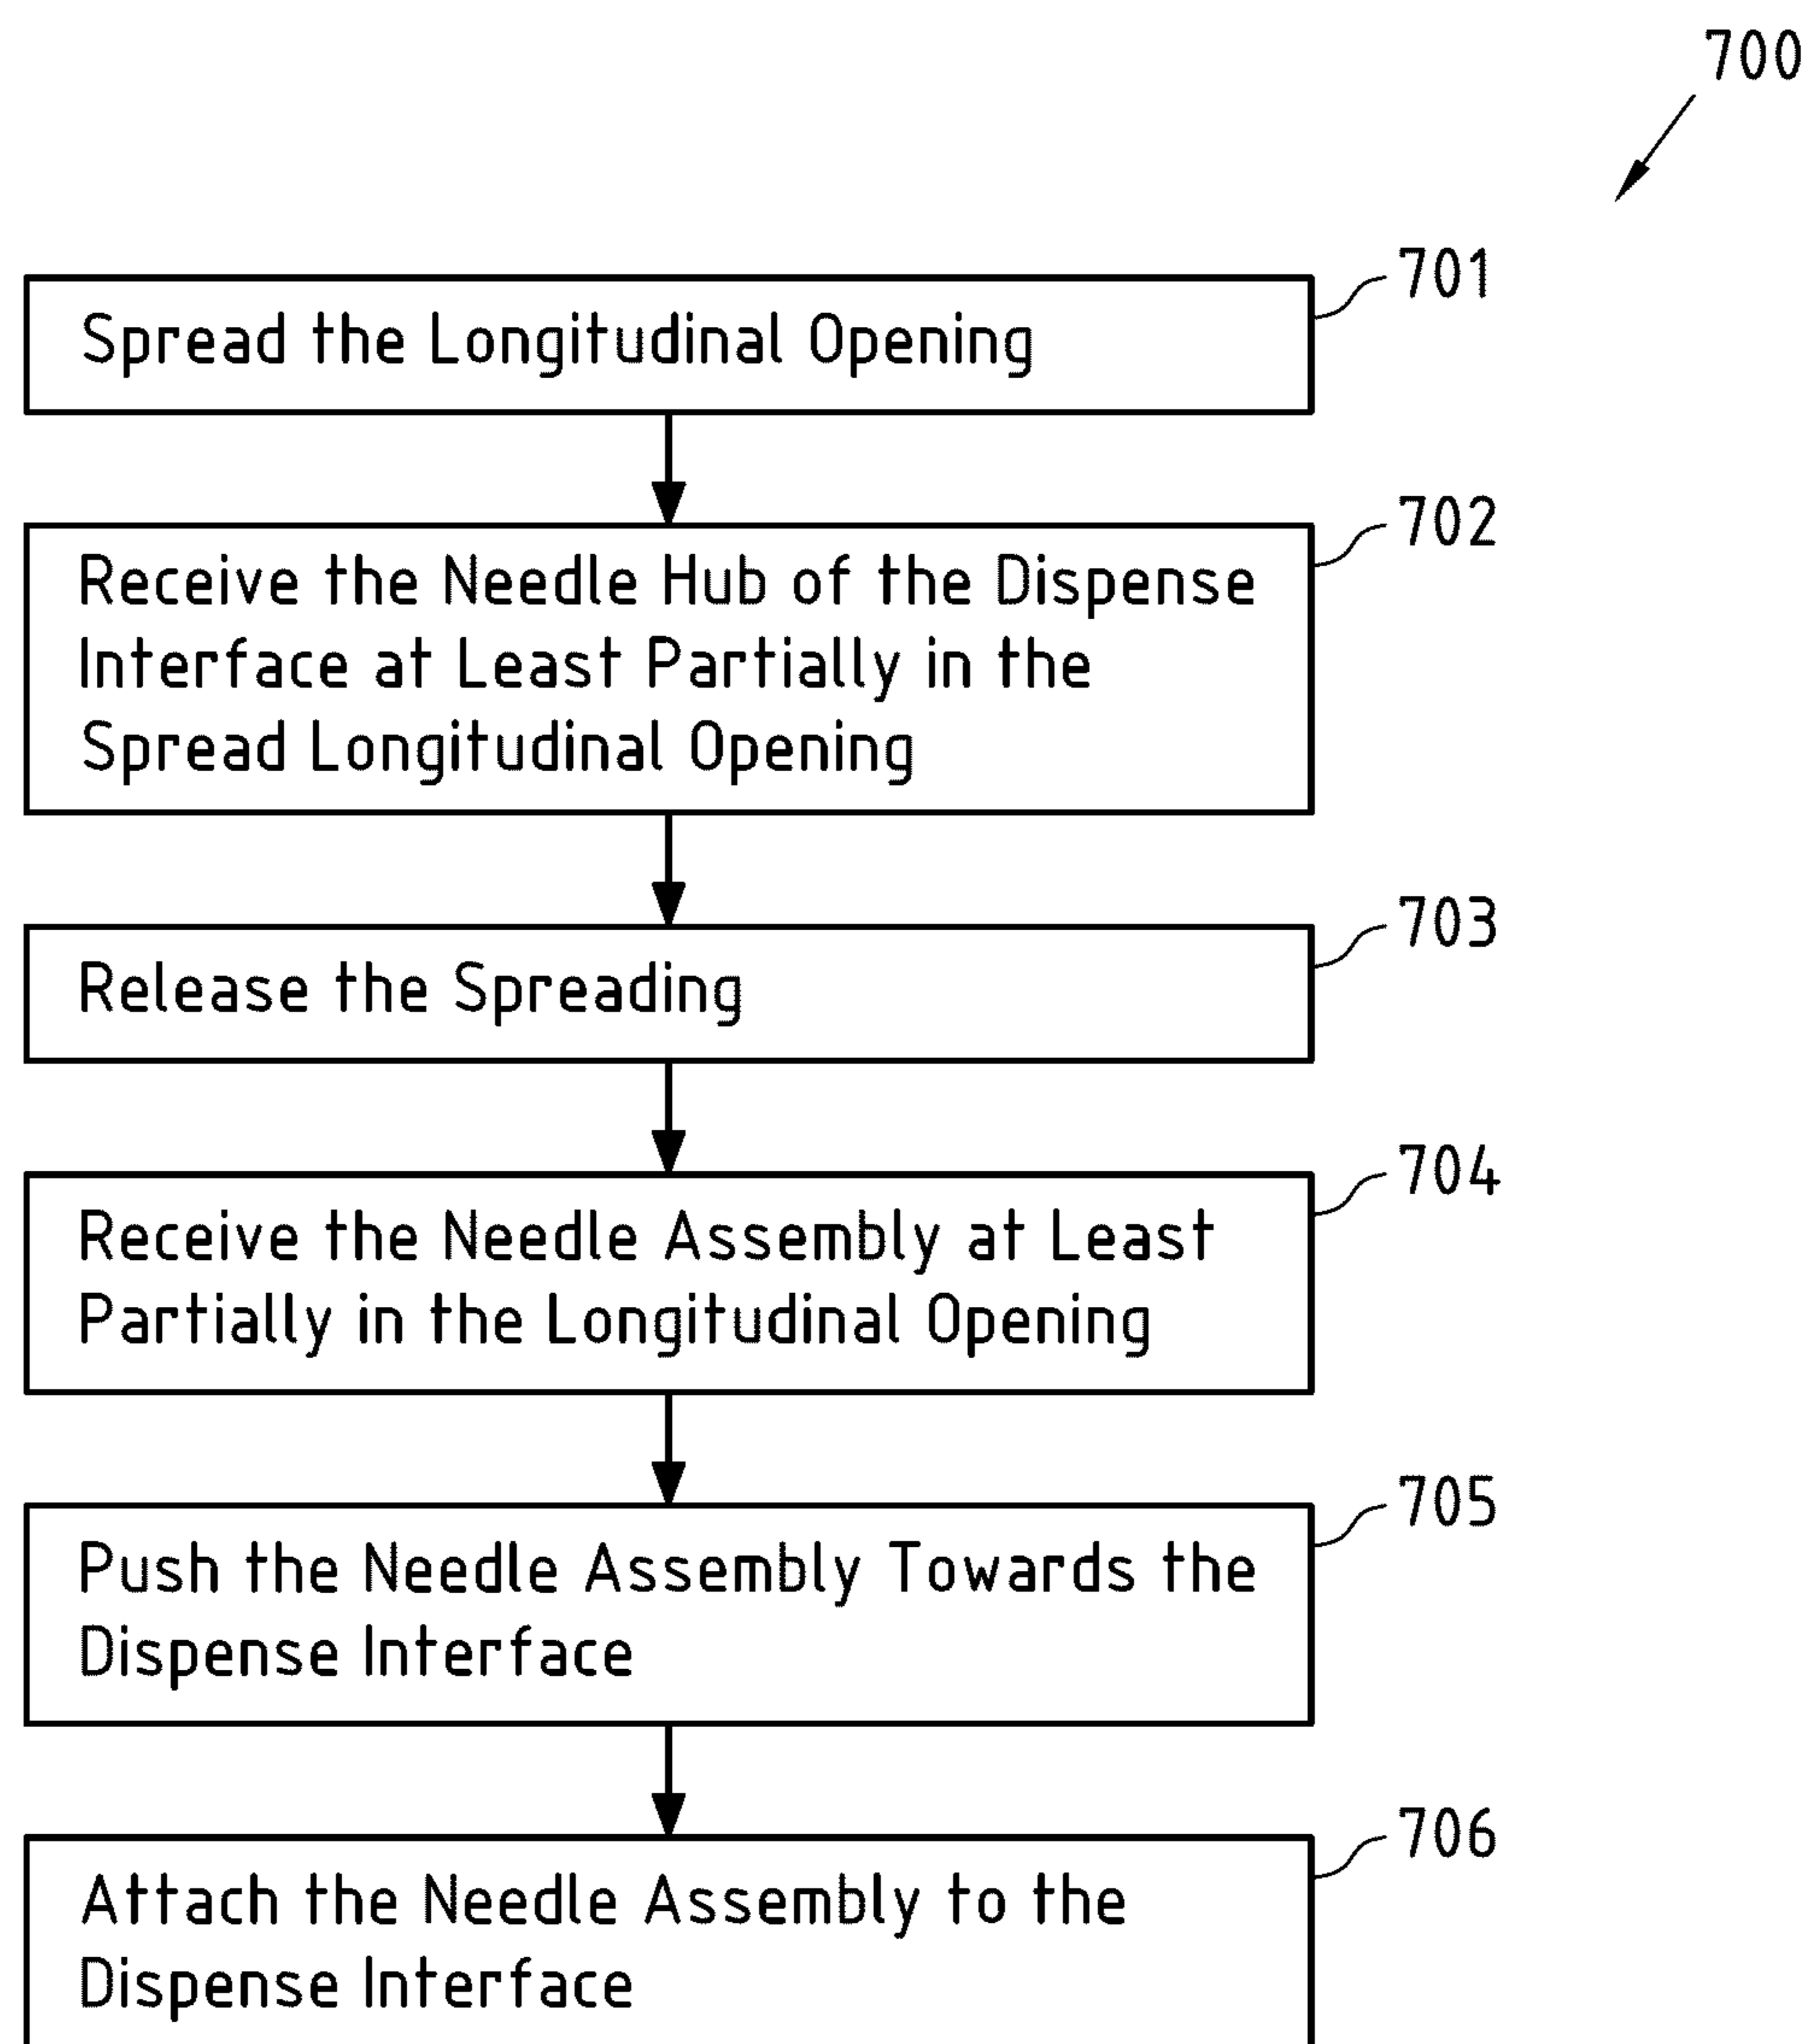 700
701
Spread the Longitudinal Opening
702
Receive the Needle Hub of the Dispense
Interface at Least Partially in the
Spread Longitudinal Opening
703
Release the Spreading
704
Receive the Needle Assembly at Least
Partially in the Longitudinal Opening
705
Push the Needle Assembly Towards the
Dispense Interface
706
Attach the Needle Assembly to the
Dispense Interface